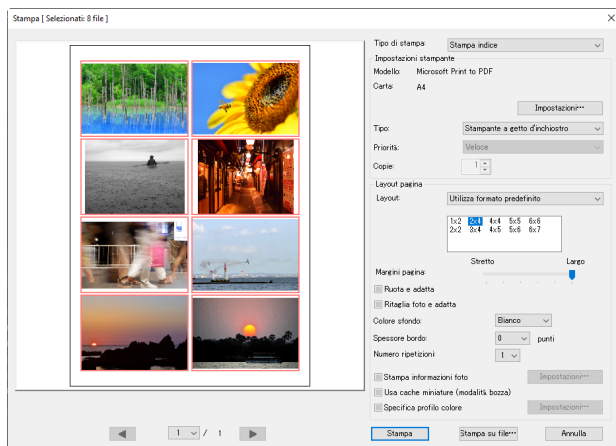 Stampa [ Selezionati: 8 file ]
Tipo di stampa: Stampa indice
Impostazioni stampante
Modello: Microsoft Print to PDF
Carta: A4
Impostazioni...
Tipo: Stampante a getto d'inchiostro
Priorità: Veloce
Copie: 1
Layout pagina
Layout: Utilizza formato predefinito
1x2 2x4 4x4 5x5 6x6
2x2 3x4 4x5 5x6 6x7
Stretto Largo
Margini pagina:
Ruota e adatta
Ritaglia foto e adatta
Colore sfondo: Bianco
Spessore bordo: 8 punti
Numero ripetizioni: 1
Stampa informazioni foto Impostazioni...
Usa cache miniature (modalità bozza)
Specifica profilo colore Impostazioni...
1 / 1
Stampa Stampa su file... Annulla